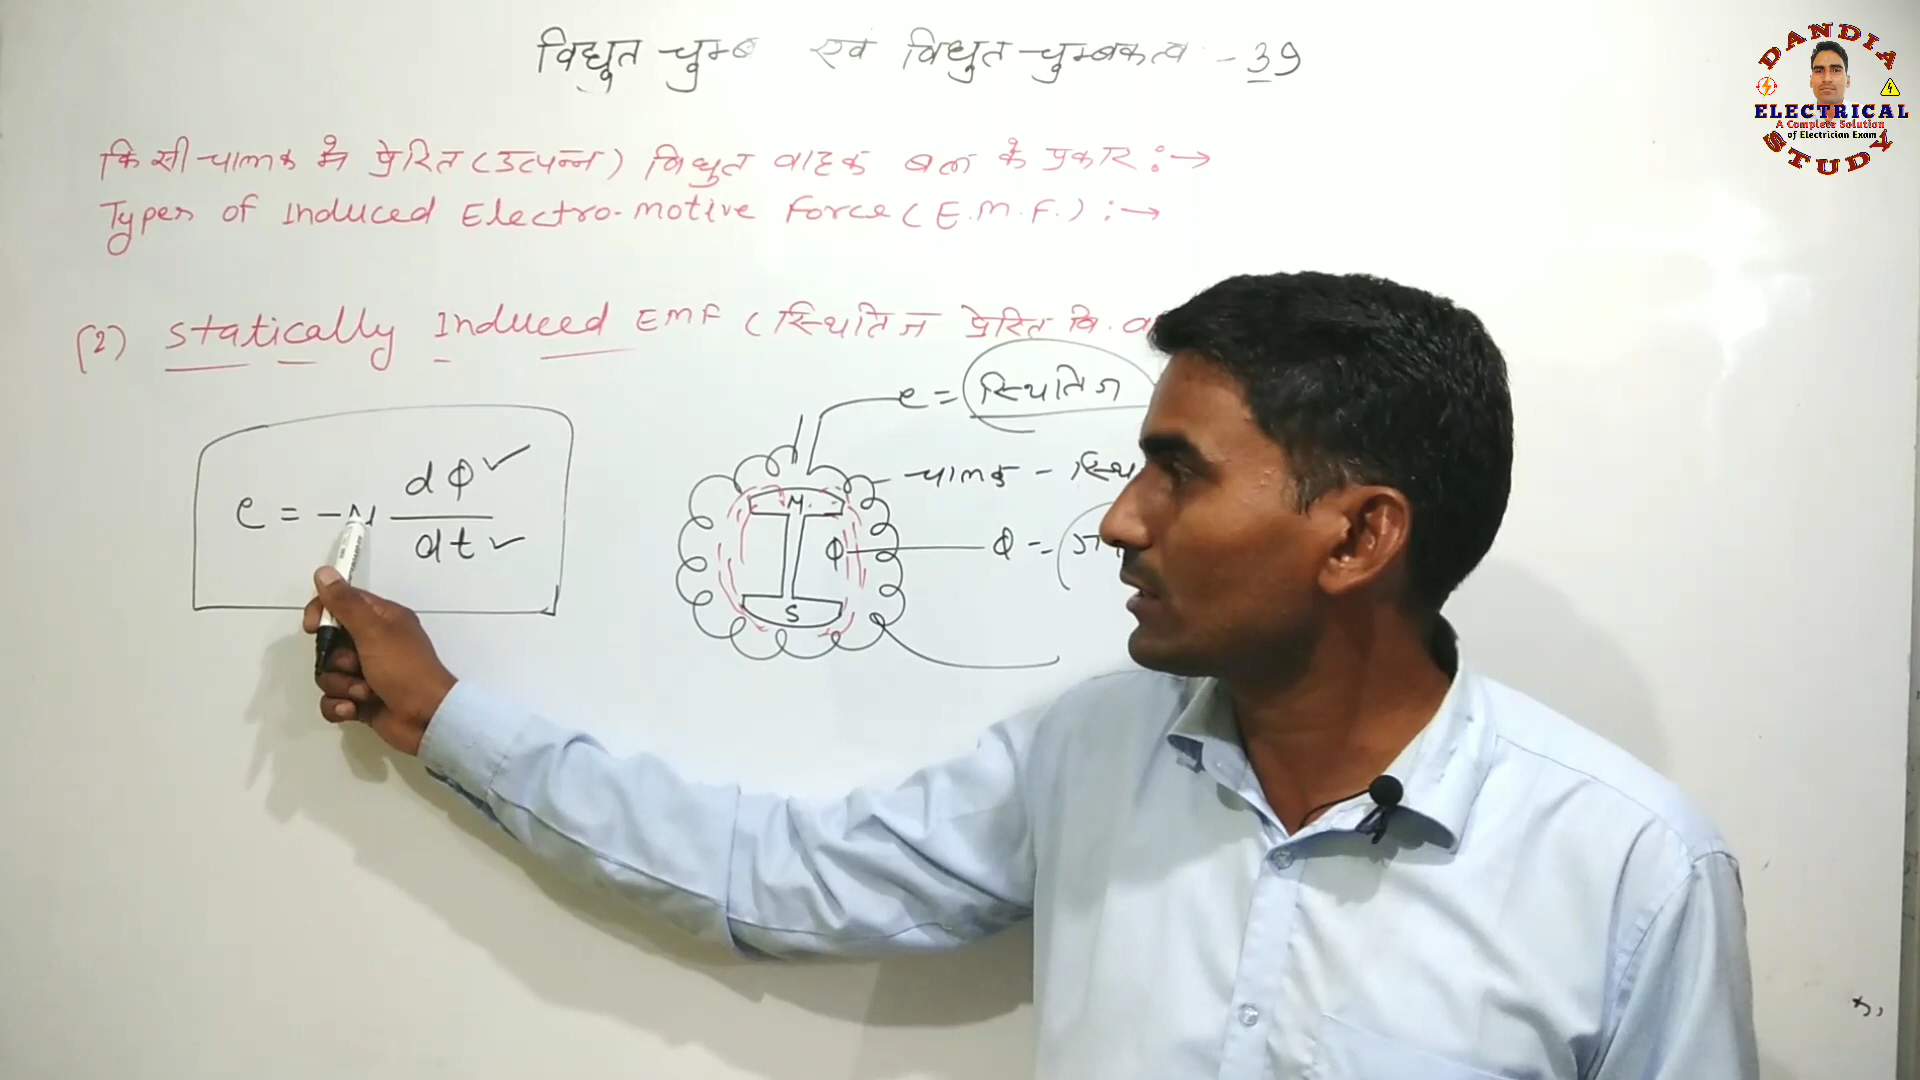 विद्युत चुम्ब एवं विद्युत चुम्बकत्व - 39
किसी चालक में प्रेरित (उत्पन्न) विद्युत वाहक बल के प्रकार :→
Types of Induced Electro-motive Force (E.M.F.) :→
(2) Statically Induced EMF (स्थितिज प्रेरित वि.
e = स्थितिज
चालक - स्थि
e = -N dφ/dt
N
φ
φ =
S
DANDIA
ELECTRICAL
A Complete Solution
of Electrician Exam
STUDY